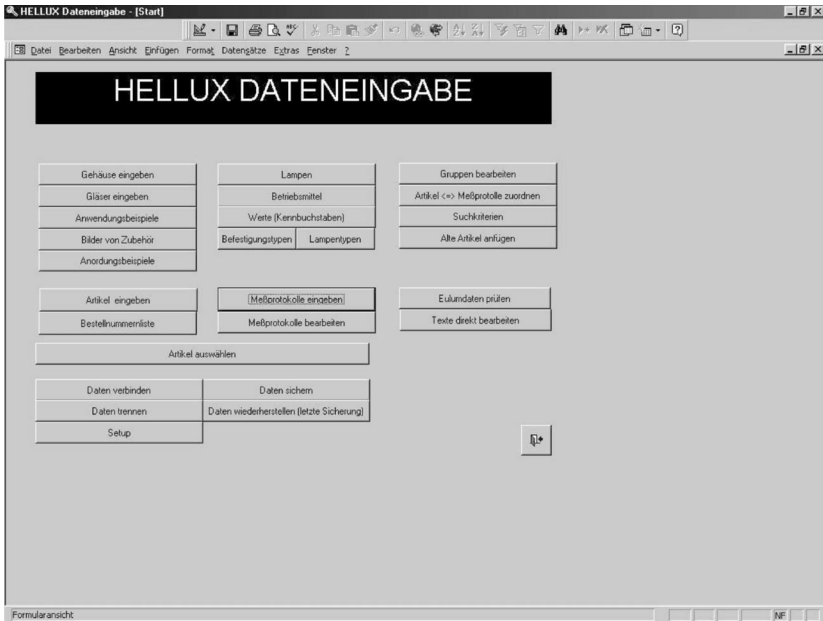 HELLUX Dateneingabe - [Start]
Datei Bearbeiten Ansicht Einfügen Format Datensätze Extras Fenster ?
HELLUX DATENEINGABE
Gehäuse eingeben
Gläser eingeben
Anwendungsbeispiele
Bilder von Zubehör
Anordungsbeispiele
Lampen
Betriebsmittel
Werte (Kennbuchstaben)
Befestigungstypen Lampentypen
Gruppen bearbeiten
Artikel <=> Meßprotolle zuordnen
Suchkriterien
Alte Artikel anfügen
Artikel eingeben
Bestellnummernliste
Meßprotokolle eingeben
Meßprotokolle bearbeiten
Eulumdaten prüfen
Texte direkt bearbeiten
Artikel auswählen
Daten verbinden
Daten trennen
Setup
Daten sichern
Daten wiederherstellen (letzte Sicherung)
Formularansicht
NF